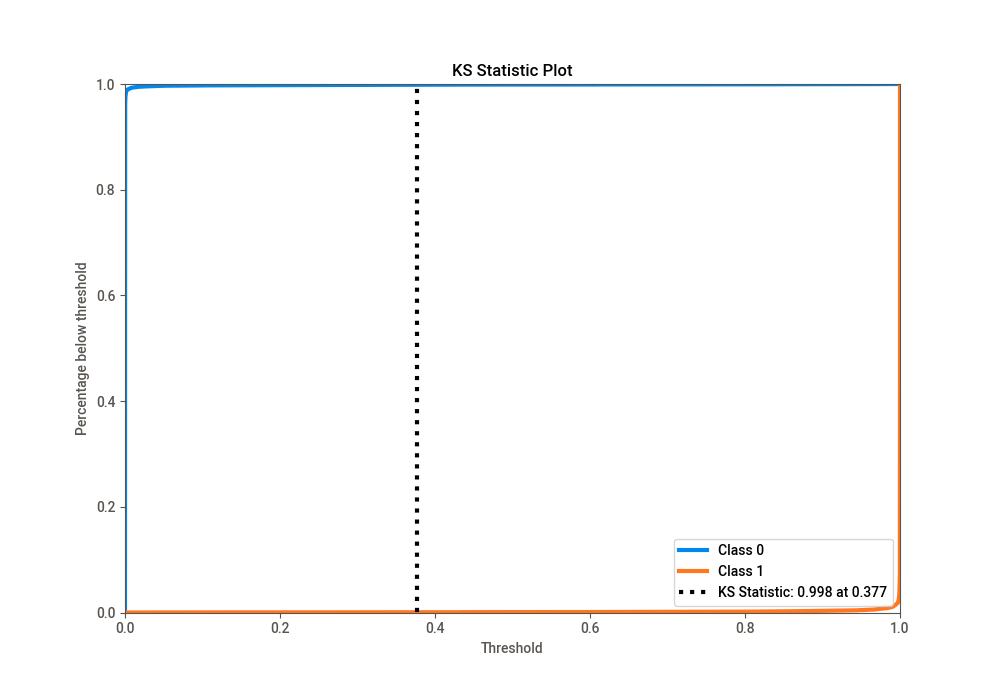 KS Statistic Plot
1.0
0.8
0.6
0.4
0.2
0.0
Percentage below threshold
0.0 0.2 0.4 0.6 0.8 1.0
Threshold
Class 0
Class 1
KS Statistic: 0.998 at 0.377